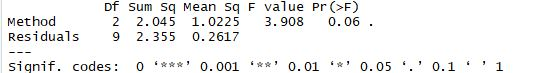 Df Sum Sq Mean Sq F value Pr(>F)
Method 2 2.045 1.0225 3.908 0.06 .
Residuals 9 2.355 0.2617
---
Signif. codes: 0 ‘***’ 0.001 ‘**’ 0.01 ‘*’ 0.05 ‘.’ 0.1 ‘ ’ 1